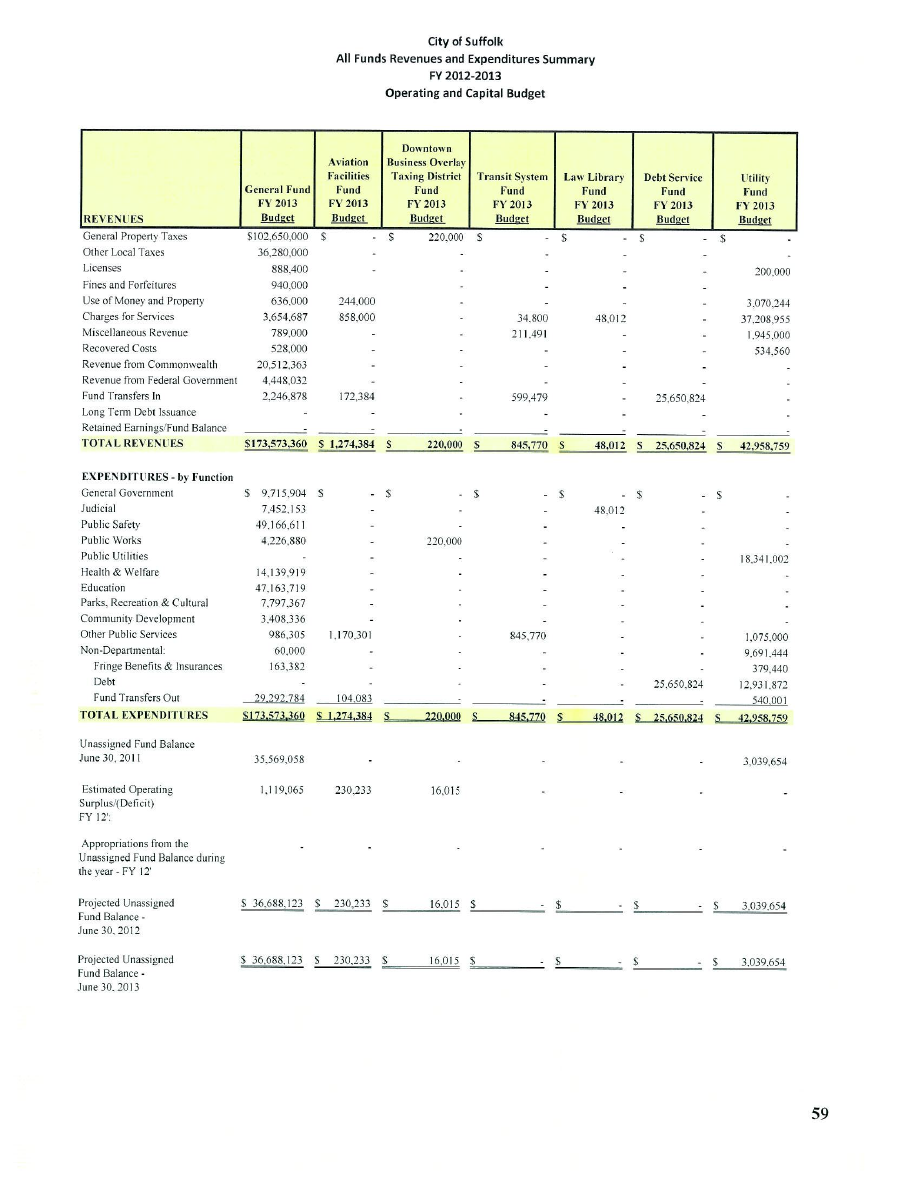 City of Suffolk
All Funds Revenues and Expenditures Summary
FY 2012-2013
Operating and Capital Budget
Downtown
Aviation Business Overlay
Facilities Taxing District Transit System Law Library Debt Service Utility
General Fund Fund Fund Fund Fund Fund Fund
FY 2013 FY 2013 FY 2013 FY 2013 FY 2013 FY 2013 FY 2013
REVENUES Budget Budget Budget Budget Budget Budget Budget
General Property Taxes $102,650,000 $ - $ 220,000 $ - $ - $ - $ -
Other Local Taxes 36,280,000 - - - - - -
Licenses 888,400 - - - - - 200,000
Fines and Forfeitures 940,000 - - - - -
Use of Money and Property 636,000 244,000 - - - - 3,070,244
Charges for Services 3,654,687 858,000 - 34,800 48,012 - 37,208,955
Miscellaneous Revenue 789,000 - - 211,491 - - 1,945,000
Recovered Costs 528,000 - - - - - 534,560
Revenue from Commonwealth 20,512,363 - - - - - -
Revenue from Federal Government 4,448,032 - - - - - -
Fund Transfers In 2,246,878 172,384 - 599,479 - 25,650,824 -
Long Term Debt Issuance - - - - - - -
Retained Earnings/Fund Balance - - - - - - -
TOTAL REVENUES $173,573,360 $ 1,274,384 $ 220,000 $ 845,770 $ 48,012 $ 25,650,824 $ 42,958,759
EXPENDITURES - by Function
General Government $ 9,715,904 $ - $ - $ - $ - $ - $ -
Judicial 7,452,153 - - - 48,012 - -
Public Safety 49,166,611 - - - - - -
Public Works 4,226,880 - 220,000 - - - -
Public Utilities - - - - - - 18,341,002
Health & Welfare 14,139,919 - - - - - -
Education 47,163,719 - - - - - -
Parks, Recreation & Cultural 7,797,367 - - - - - -
Community Development 3,408,336 - - - - - -
Other Public Services 986,305 1,170,301 - 845,770 - - 1,075,000
Non-Departmental: 60,000 - - - - - 9,691,444
Fringe Benefits & Insurances 163,382 - - - - - 379,440
Debt - - - - - 25,650,824 12,931,872
Fund Transfers Out 29,292,784 104,083 - - - - 540,001
TOTAL EXPENDITURES $173,573,360 $ 1,274,384 $ 220,000 $ 845,770 $ 48,012 $ 25,650,824 $ 42,958,759
Unassigned Fund Balance
June 30, 2011 35,569,058 - - - - - 3,039,654
Estimated Operating 1,119,065 230,233 16,015 - - - -
Surplus/(Deficit)
FY 12':
Appropriations from the - - - - - - -
Unassigned Fund Balance during
the year - FY 12'
Projected Unassigned $ 36,688,123 $ 230,233 $ 16,015 $ - $ - $ - $ 3,039,654
Fund Balance -
June 30, 2012
Projected Unassigned $ 36,688,123 $ 230,233 $ 16,015 $ - $ - $ - $ 3,039,654
Fund Balance -
June 30, 2013
59